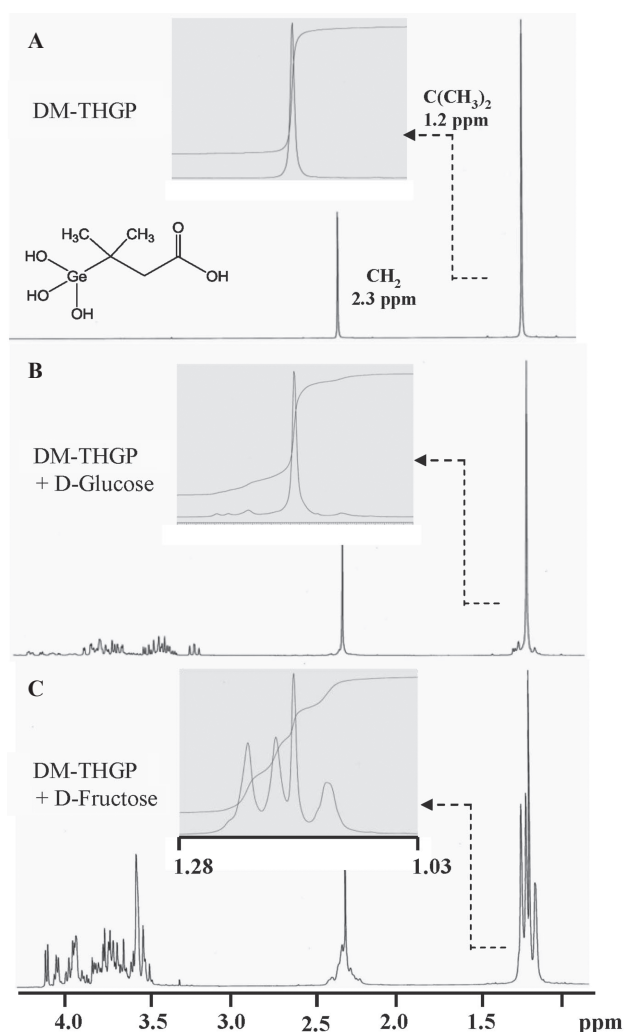 A
DM-THGP
C(CH₃)₂
1.2 ppm
H₃C
CH₃
O
HO
Ge
OH
HO
OH
CH₂
2.3 ppm
B
DM-THGP
+ D-Glucose
C
DM-THGP
+ D-Fructose
1.28
1.03
4.0
3.5
3.0
2.5
2.0
1.5
ppm